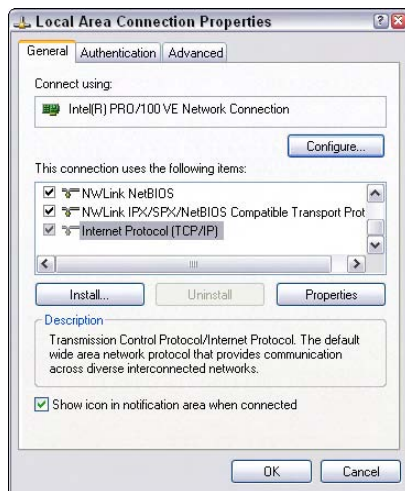 Local Area Connection Properties
General Authentication Advanced
Connect using:
Intel(R) PRO/100 VE Network Connection
Configure...
This connection uses the following items:
NWLink NetBIOS
NWLink IPX/SPX/NetBIOS Compatible Transport Prot
Internet Protocol (TCP/IP)
Install... Uninstall Properties
Description
Transmission Control Protocol/Internet Protocol. The default
wide area network protocol that provides communication
across diverse interconnected networks.
Show icon in notification area when connected
OK Cancel